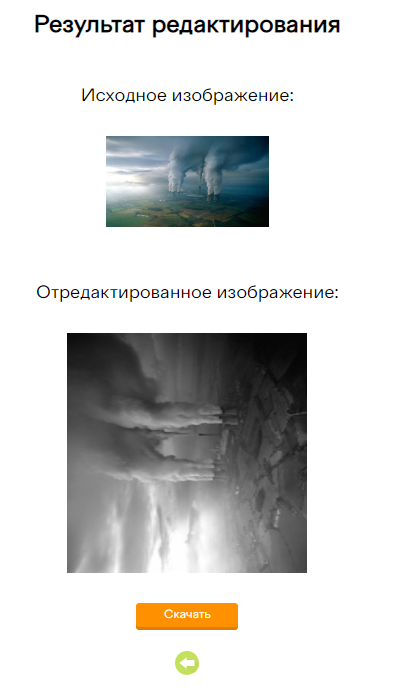 Результат редактирования
Исходное изображение:
Отредактированное изображение:
Скачать